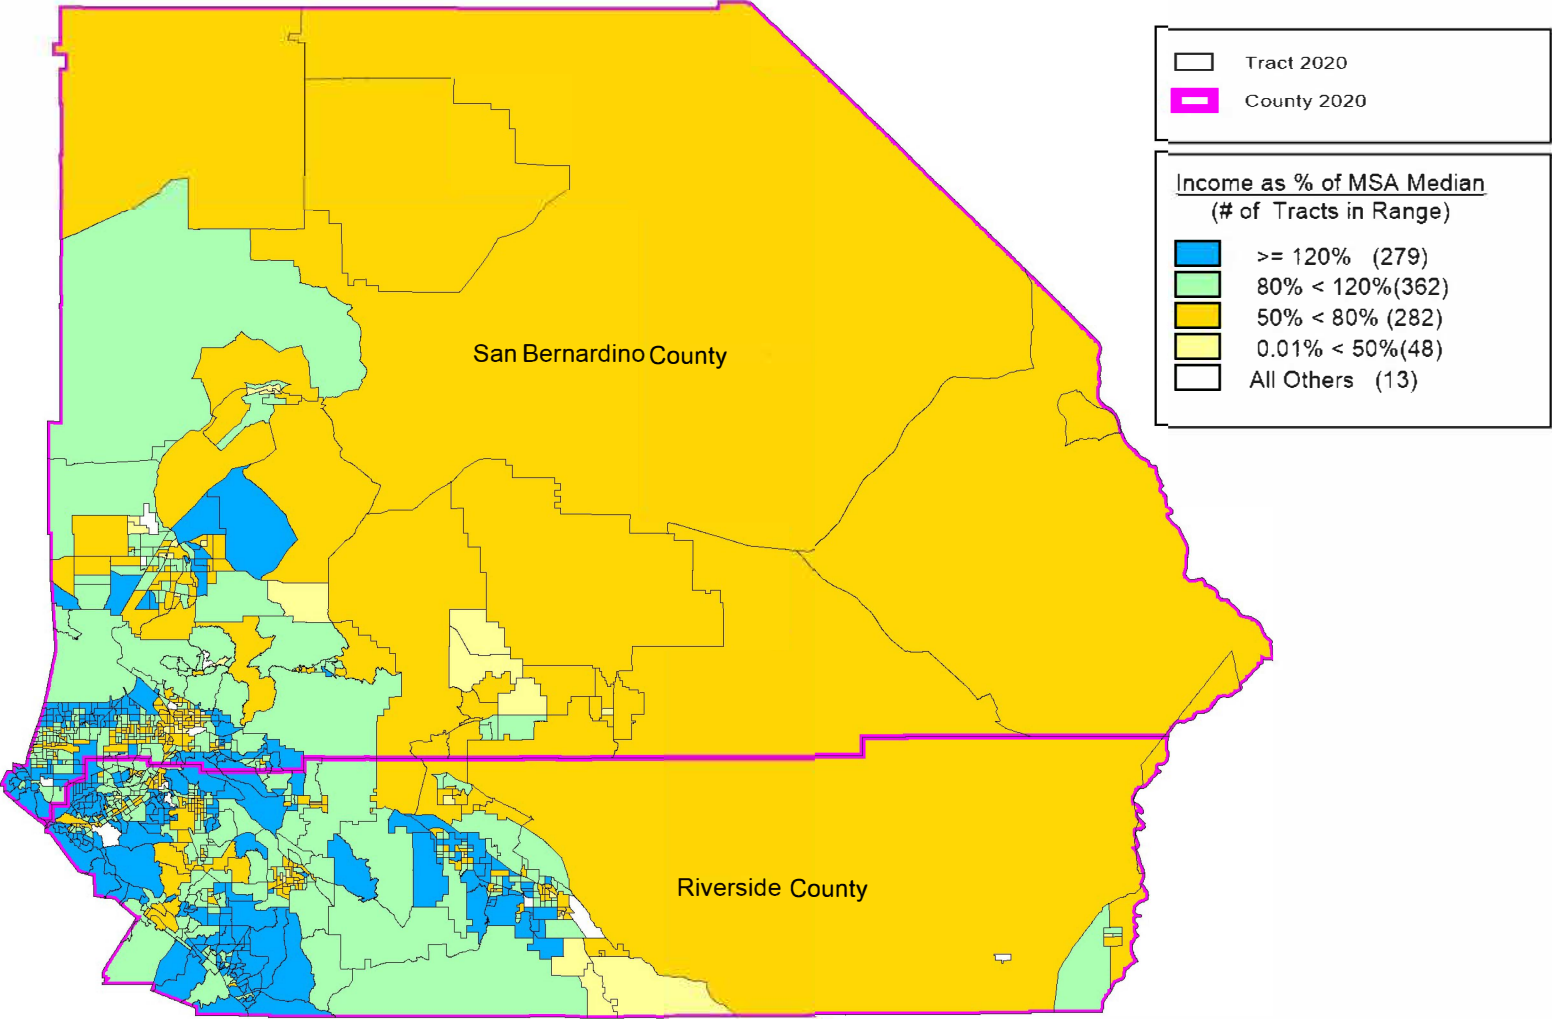 Tract 2020
County 2020
Income as % of MSA Median
(# of Tracts in Range)
>= 120% (279)
80% < 120%(362)
50% < 80% (282)
0.01% < 50%(48)
All Others (13)
San Bernardino County
Riverside County